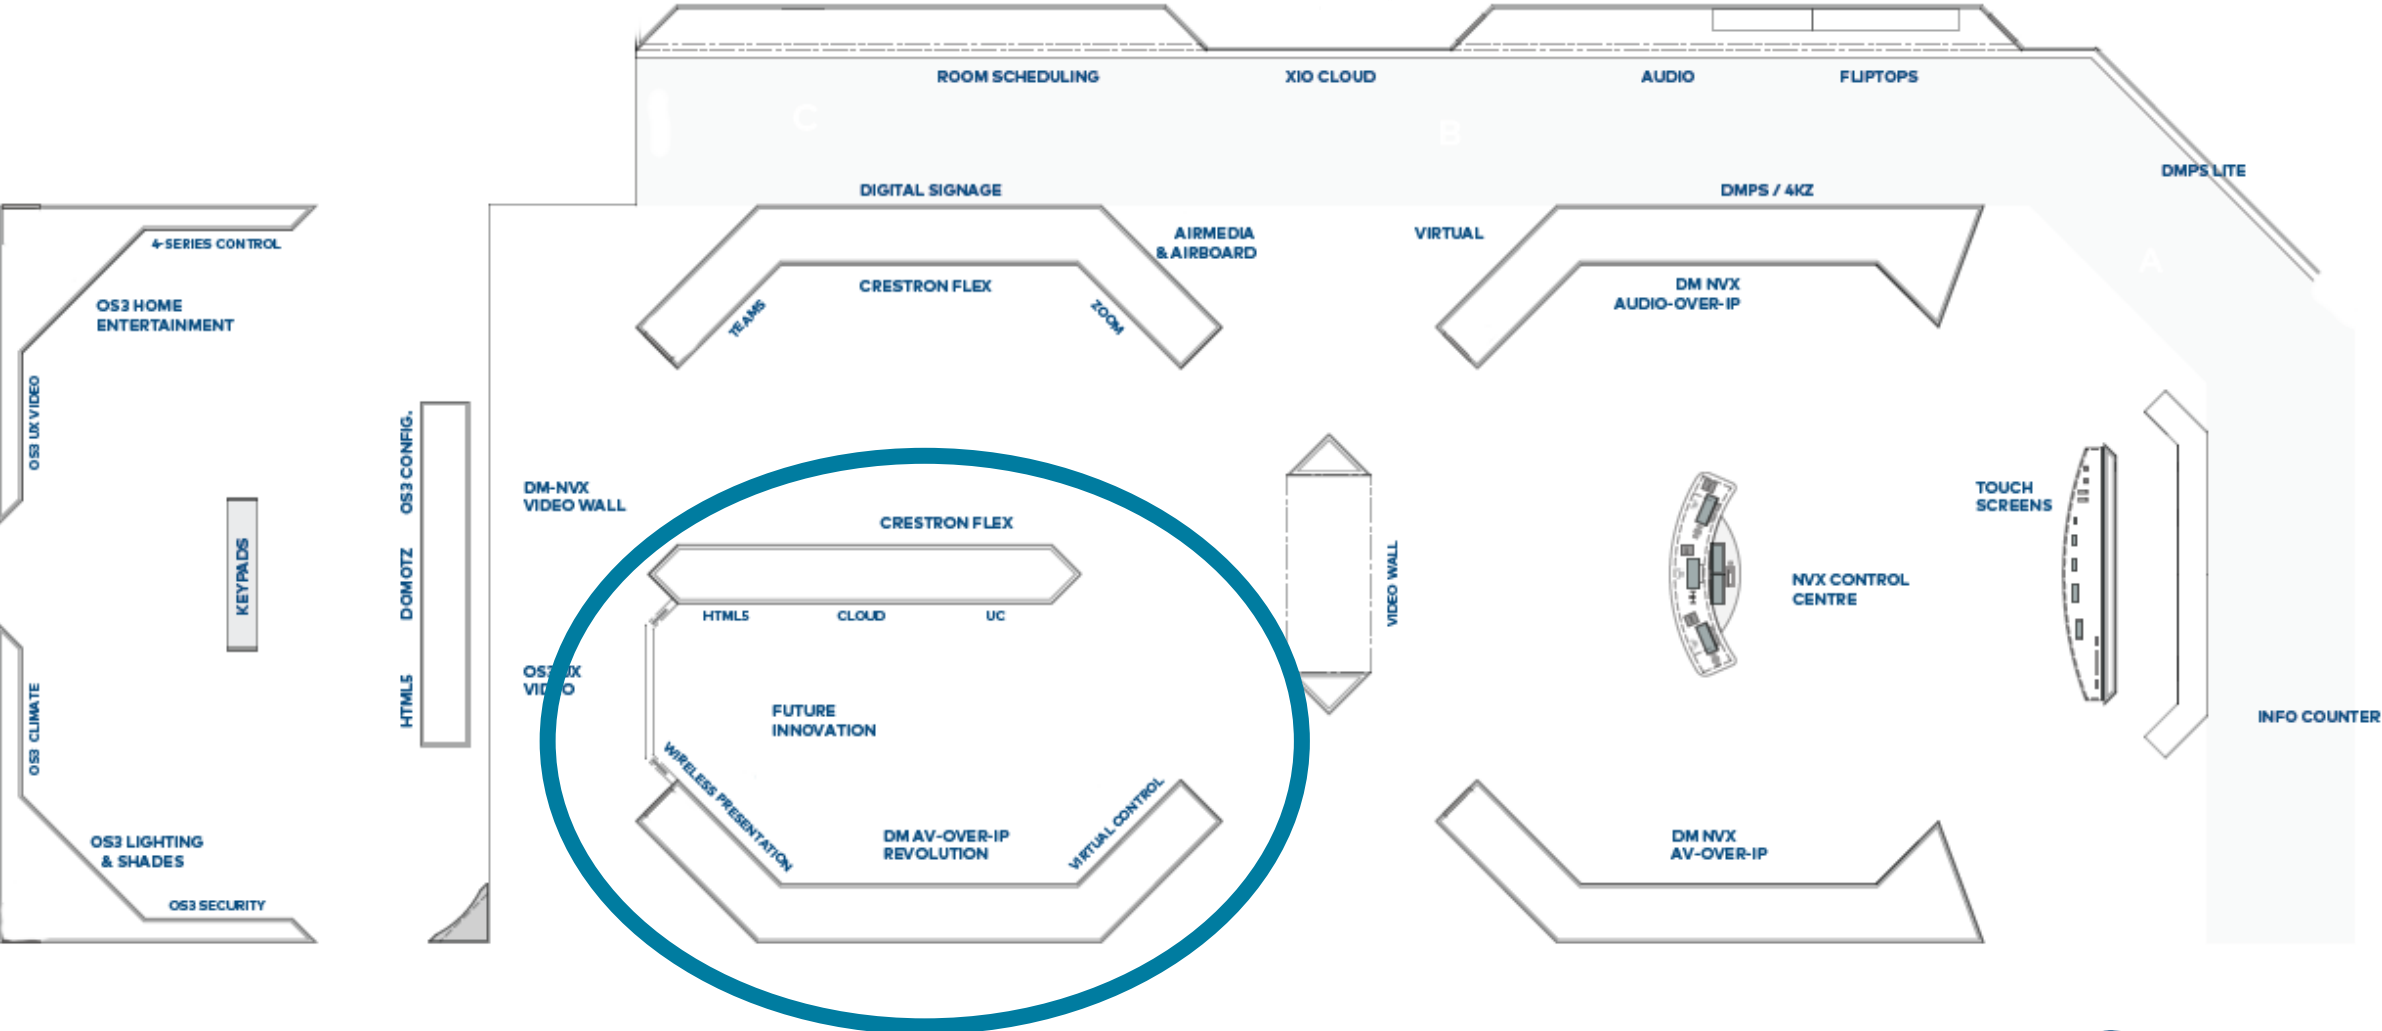 ROOM SCHEDULING
XIO CLOUD
AUDIO
FLIPTOPS
C
B
DMPS LITE
DIGITAL SIGNAGE
DMPS / 4KZ
AIRMEDIA
& AIRBOARD
VIRTUAL
4-SERIES CONTROL
A
CRESTRON FLEX
DM NVX
AUDIO-OVER-IP
OS3 HOME
ENTERTAINMENT
TEAMS
ZOOM
OS3 UX VIDEO
OS3 CONFIG.
DM-NVX
VIDEO WALL
TOUCH
SCREENS
CRESTRON FLEX
KEYPADS
DOMOTZ
VIDEO WALL
NVX CONTROL
CENTRE
HTML5
CLOUD
UC
OS3 UX
VIDEO
HTML5
OS3 CLIMATE
FUTURE
INNOVATION
INFO COUNTER
WIRELESS PRESENTATION
VIRTUAL CONTROL
DM AV-OVER-IP
REVOLUTION
DM NVX
AV-OVER-IP
OS3 LIGHTING
& SHADES
OS3 SECURITY